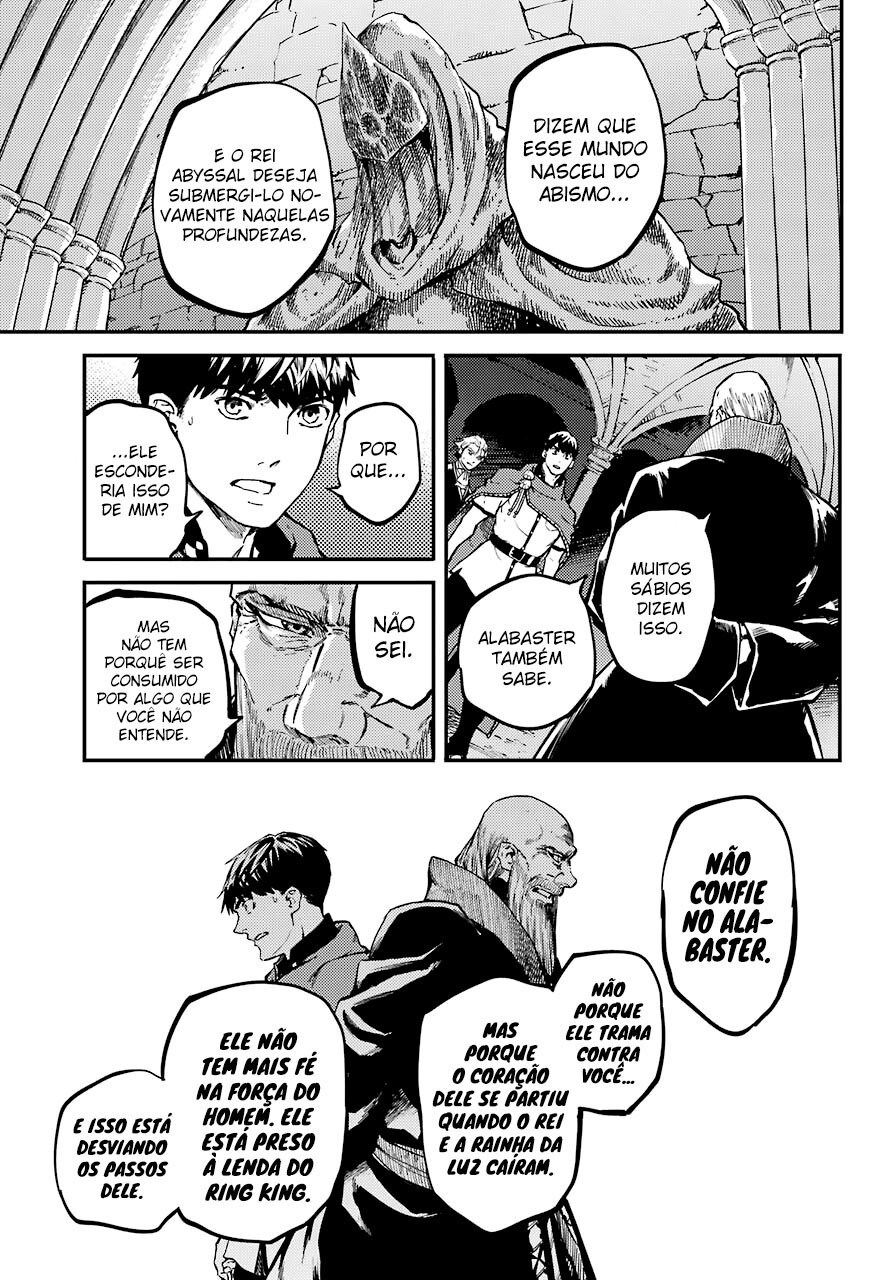 DIZEM QUE
ESSE MUNDO
NASCEU DO
ABISMO...
E O REI
ABYSSAL DESEJA
SUBMERGI-LO NO-
VAMENTE NAQUELAS
PROFUNDEZAS.
MUITOS
SÁBIOS
DIZEM
ISSO.
ALABASTER
TAMBÉM
SABE.
POR
QUE...
...ELE
ESCONDE-
RIA ISSO
DE MIM?
NÃO
SEI.
MAS
NÃO TEM
PORQUÊ SER
CONSUMIDO
POR ALGO QUE
VOCÊ NÃO
ENTENDE.
NÃO
CONFIE
NO ALA-
BASTER.
NÃO
PORQUE
ELE TRAMA
CONTRA
VOCÊ...
MAS
PORQUE
O CORAÇÃO
DELE SE PARTIU
QUANDO O REI
E A RAINHA DA
LUZ CAÍRAM.
ELE NÃO
TEM MAIS FÉ
NA FORÇA DO
HOMEM. ELE
ESTÁ PRESO
À LENDA DO
RING KING.
E ISSO ESTÁ
DESVIANDO
OS PASSOS
DELE.